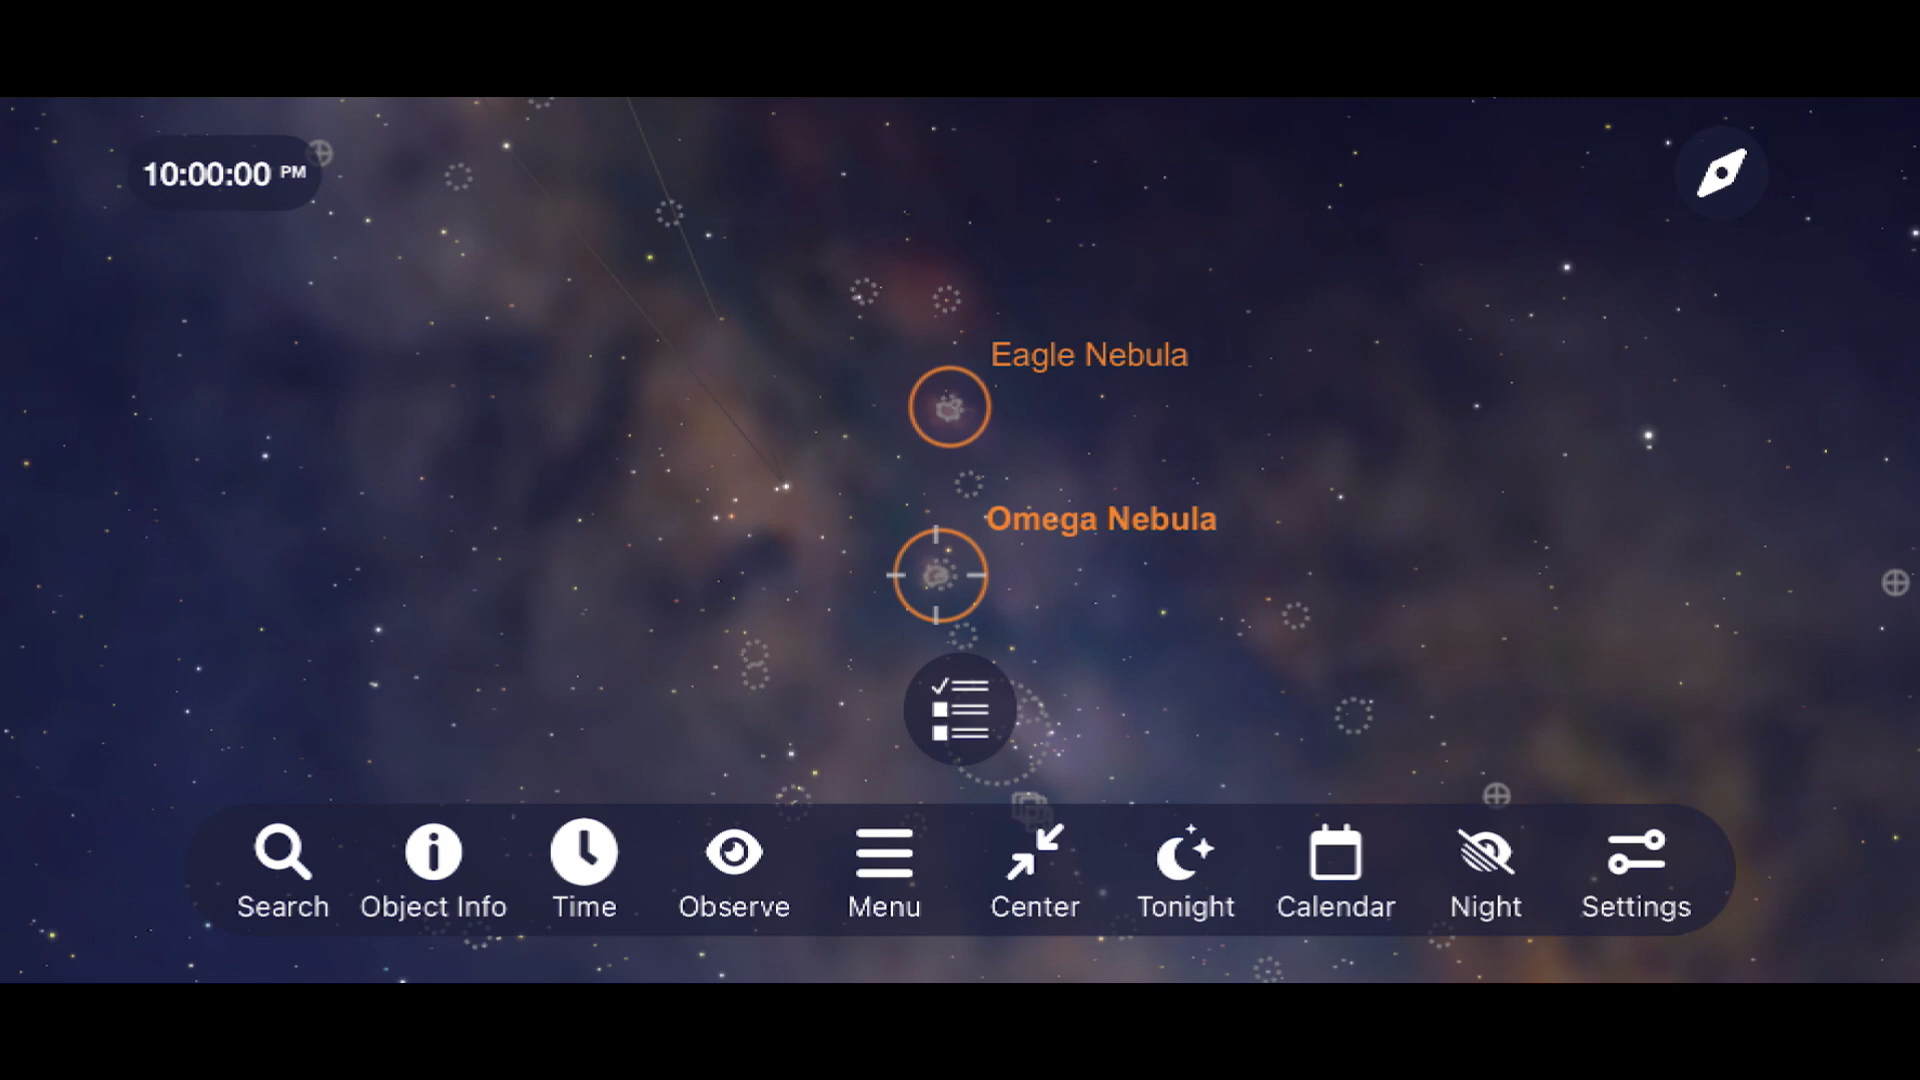 10:00:00 PM
Eagle Nebula
Omega Nebula
Search Object Info Time Observe Menu Center Tonight Calendar Night Settings